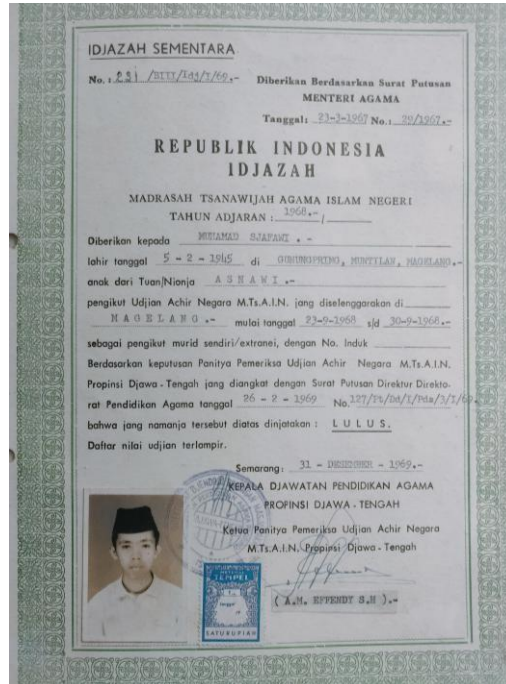 IDJAZAH SEMENTARA
No. : 231 /BIII/Idj/I/69.-
Diberikan Berdasarkan Surat Putusan
MENTERI AGAMA
Tanggal: 23-3-1967 No.: 29/1967.-
REPUBLIK INDONESIA
IDJAZAH
MADRASAH TSANAWIJAH AGAMA ISLAM NEGERI
TAHUN ADJARAN : 1968.- /
Diberikan kepada MUHAMAD SJAFAWI . -
lahir tanggal 5 - 2 - 1945 di GUNUNGPRING, MUNTILAN, MAGELANG.-
anak dari Tuan/Nionja A S N A W I . -
pengikut Udjian Achir Negara M.Ts.A.I.N. jang diselenggarakan di
M A G E L A N G .- mulai tanggal 23-9-1968 s/d 30-9-1968.-
sebagai pengikut murid sendiri/extranei, dengan No. Induk
Berdasarkan keputusan Panitya Pemeriksa Udjian Achir Negara M.Ts.A.I.N.
Propinsi Djawa - Tengah jang diangkat dengan Surat Putusan Direktur Direkto-
rat Pendidikan Agama tanggal 26 - 2 - 1969 No. 127/Pt/Dd/I/Pda/3/I/69.
bahwa jang namanja tersebut diatas dinjatakan : L U L U S .
Daftar nilai udjian terlampir.
Semarang : 31 - DESEMBER - 1969.-
KEPALA DJAWATAN PENDIDIKAN AGAMA
PROPINSI DJAWA - TENGAH
Ketua Panitya Pemeriksa Udjian Achir Negara
M.Ts.A.I.N. Propinsi Djawa - Tengah
TEMPEL
tanggal
SATU RUPIAH
( A.M. EFFENDY S.H ).-